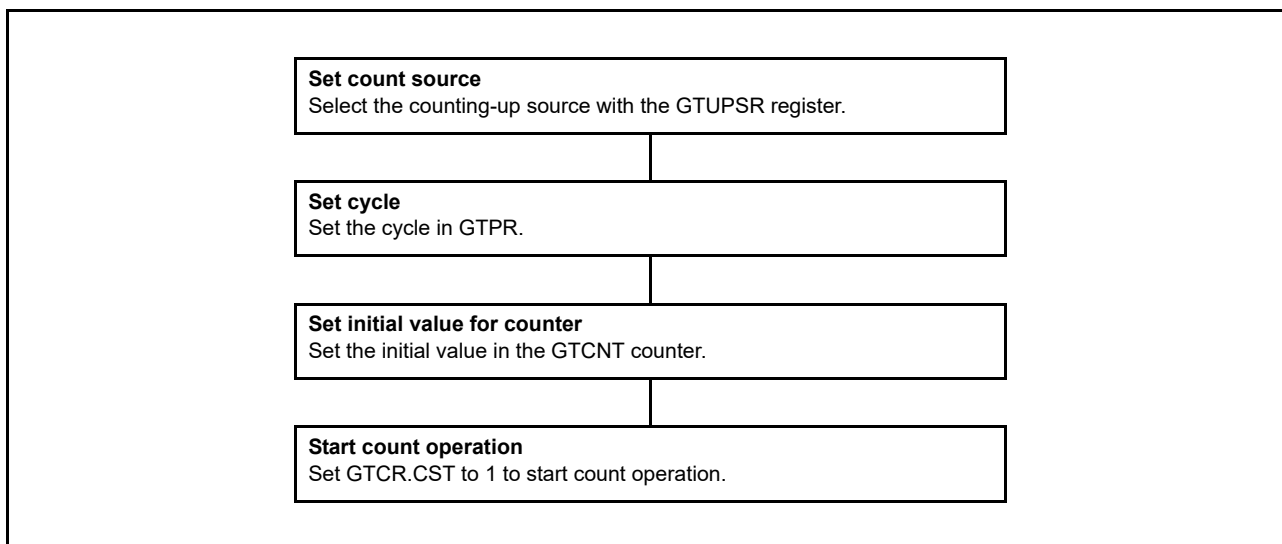 Set count source
Select the counting-up source with the GTUPSR register.
Set cycle
Set the cycle in GTPR.
Set initial value for counter
Set the initial value in the GTCNT counter.
Start count operation
Set GTCR.CST to 1 to start count operation.